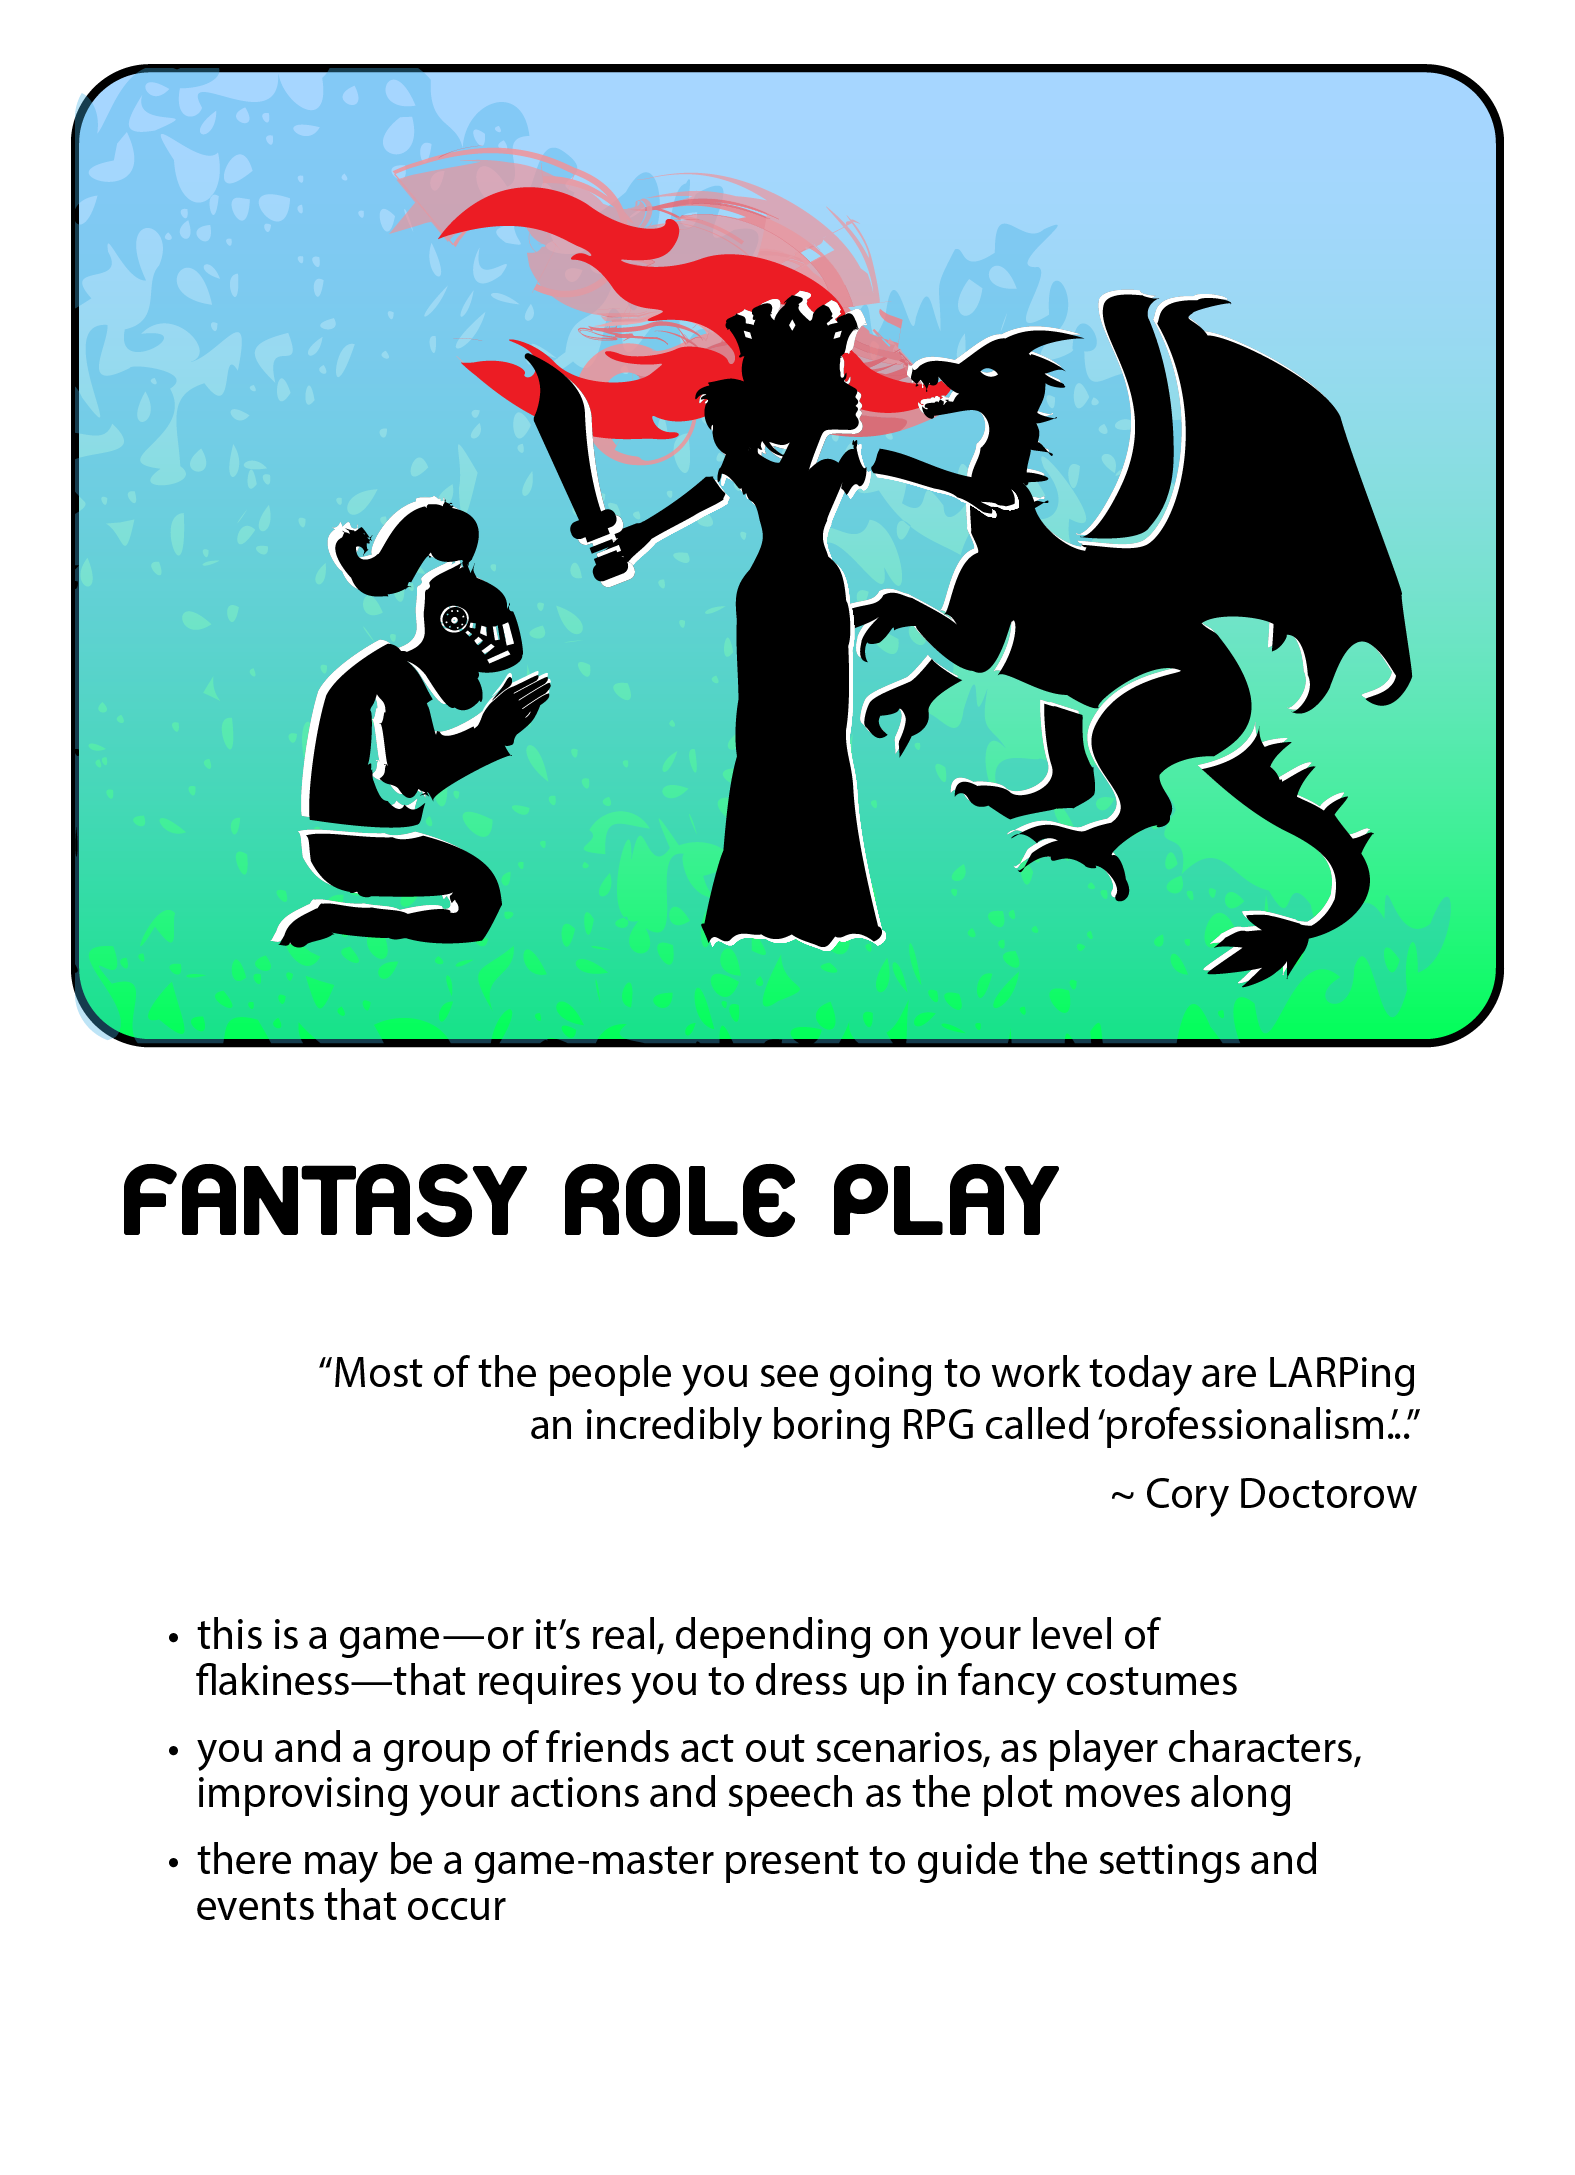 FANTASY ROLE PLAY
“Most of the people you see going to work today are LARPing
an incredibly boring RPG called ‘professionalism.’..”
~ Cory Doctorow
• this is a game—or it’s real, depending on your level of
flakiness—that requires you to dress up in fancy costumes
• you and a group of friends act out scenarios, as player characters,
improvising your actions and speech as the plot moves along
• there may be a game-master present to guide the settings and
events that occur